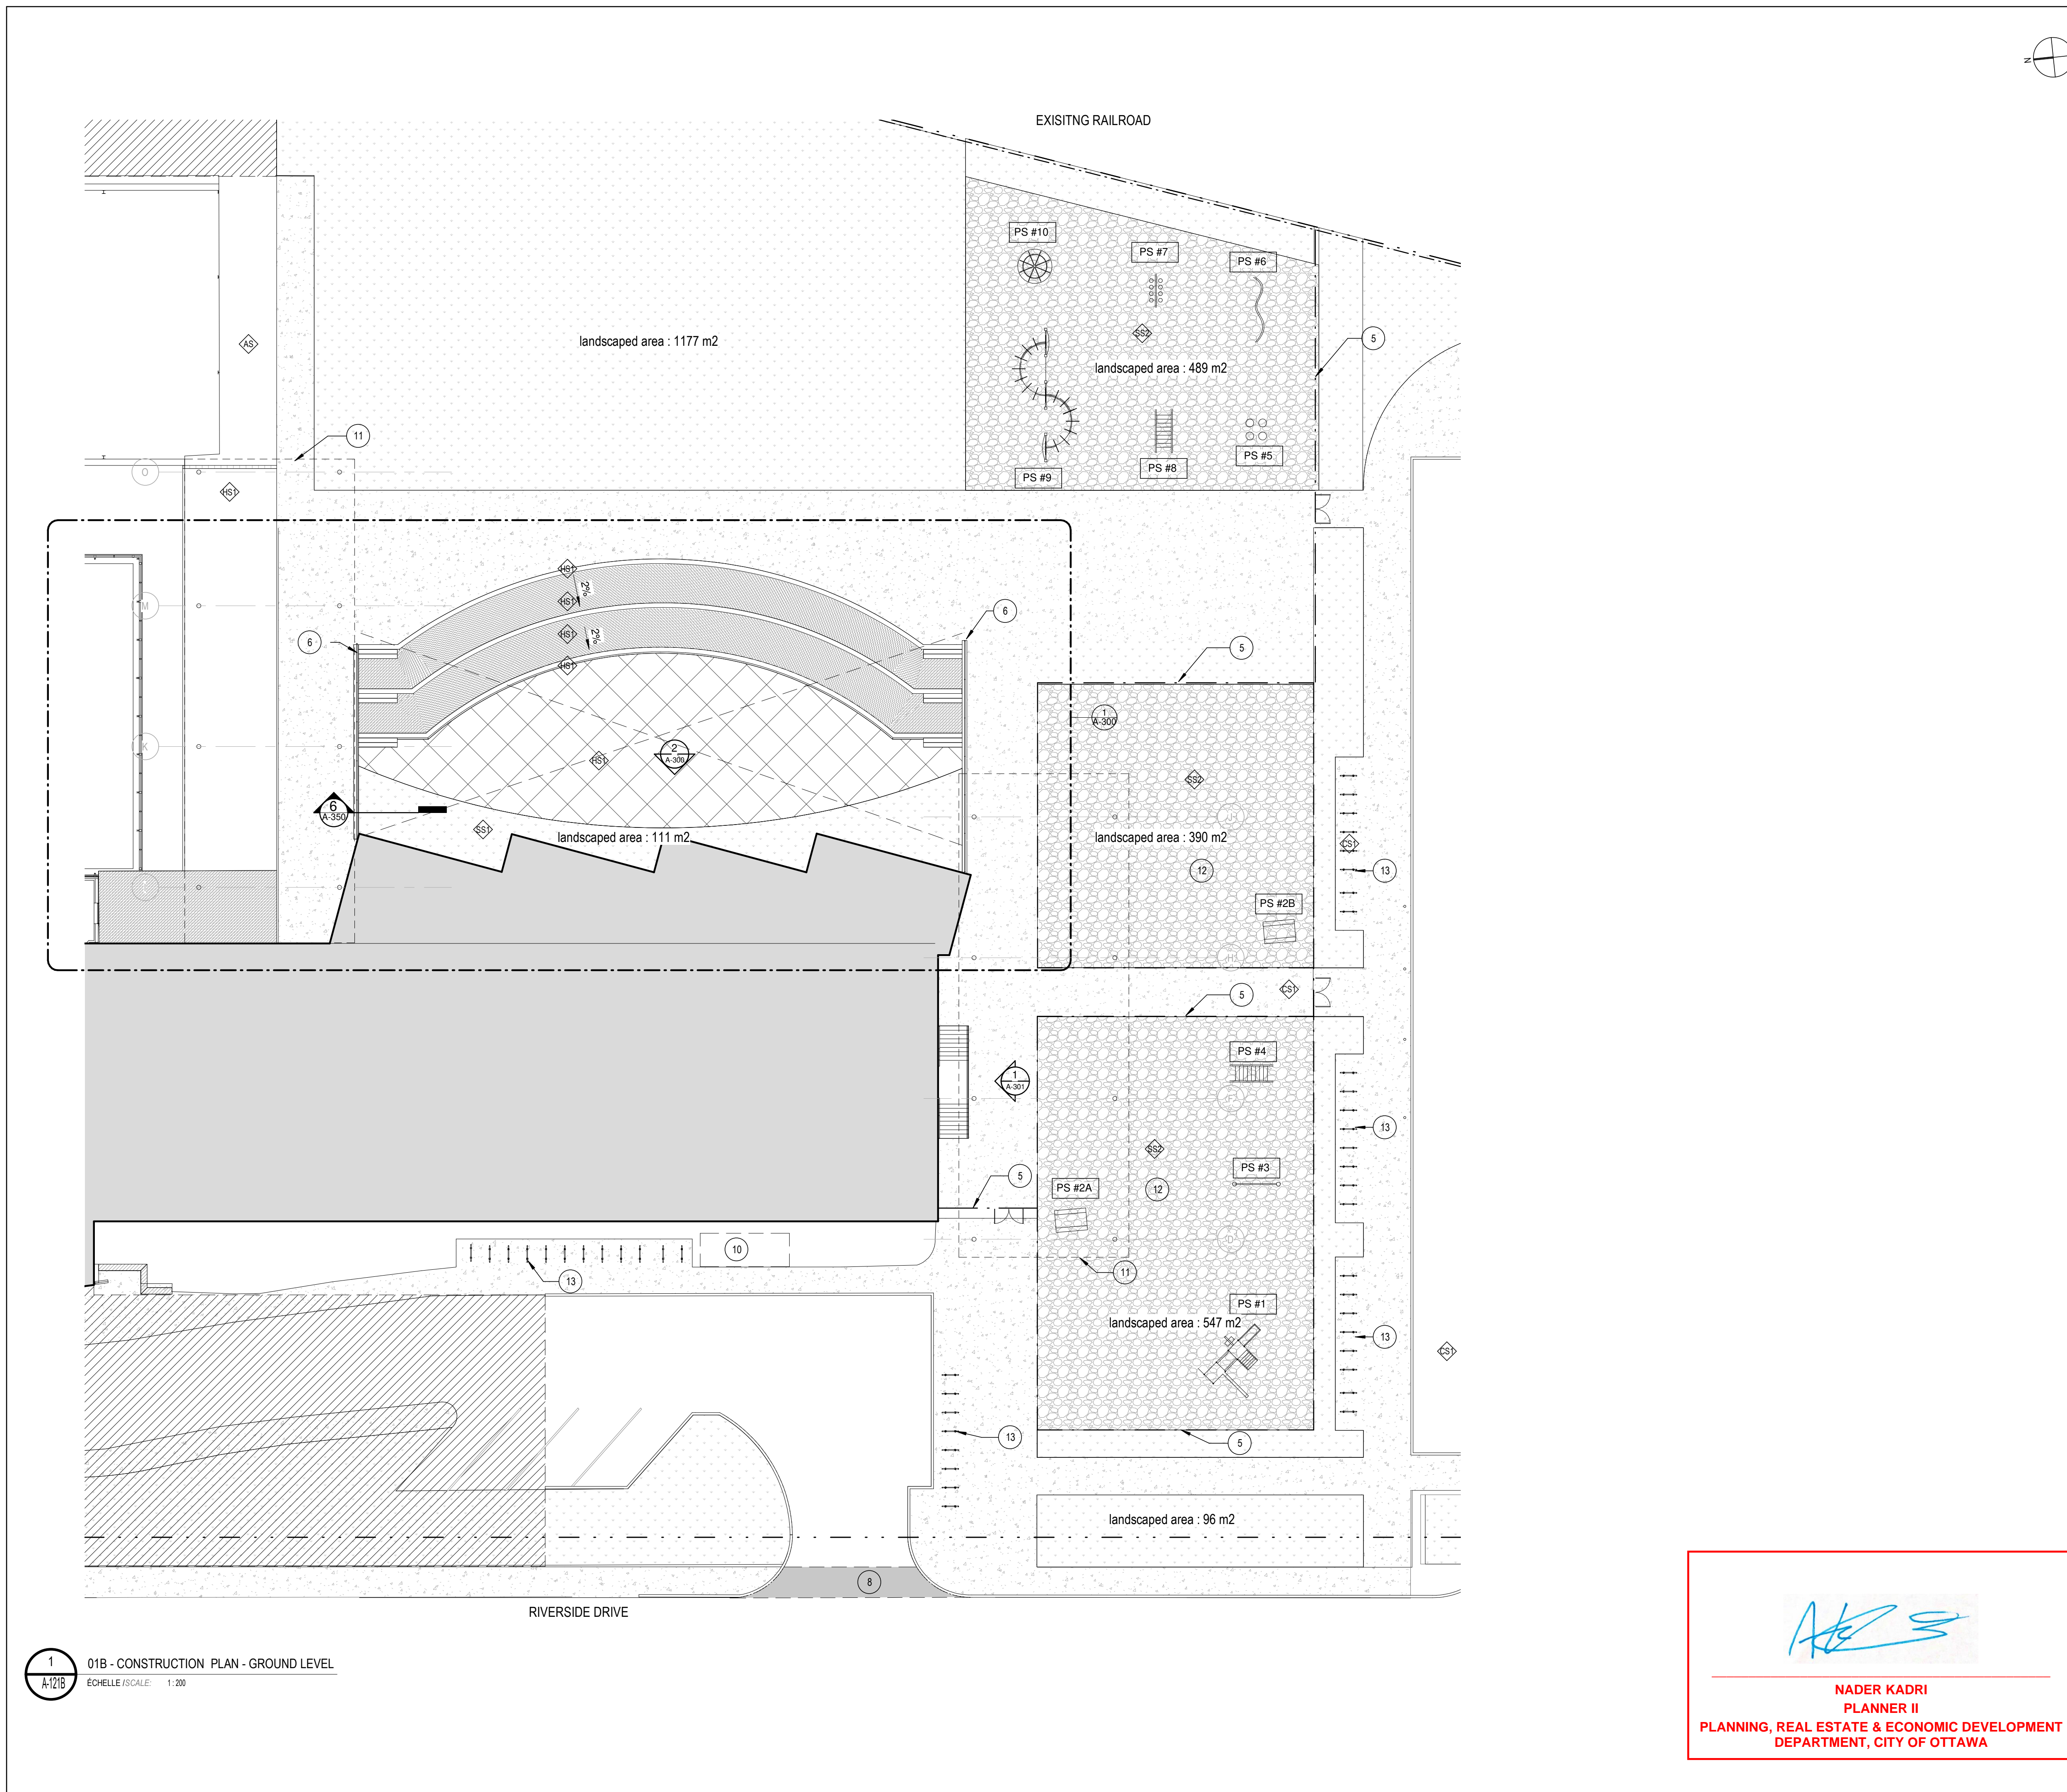 N
EXISITNG RAILROAD
PS #10
PS #7
PS #6
SS2
landscaped area : 1177 m2
AS
5
landscaped area : 489 m2
11
O
HS1
PS #9
PS #8
PS #5
HS1
2%
HS1
M
6
HS1
2%
HS1
6
5
1
A-300
K
2
A-300
HS1
SS2
6
A-350
SS1
landscaped area : 111 m2
landscaped area : 390 m2
J
CS1
12
13
PS #2B
H
CS1
5
PS #4
1
A-301
13
SS2
PS #3
5
PS #2A
12
10
13
11
PS #1
landscaped area : 547 m2
13
CS1
13
5
landscaped area : 96 m2
8
RIVERSIDE DRIVE
1
A-121B
01B - CONSTRUCTION PLAN - GROUND LEVEL
ÉCHELLE /SCALE: 1 : 200
NADER KADRI
PLANNER II
PLANNING, REAL ESTATE & ECONOMIC DEVELOPMENT
DEPARTMENT, CITY OF OTTAWA